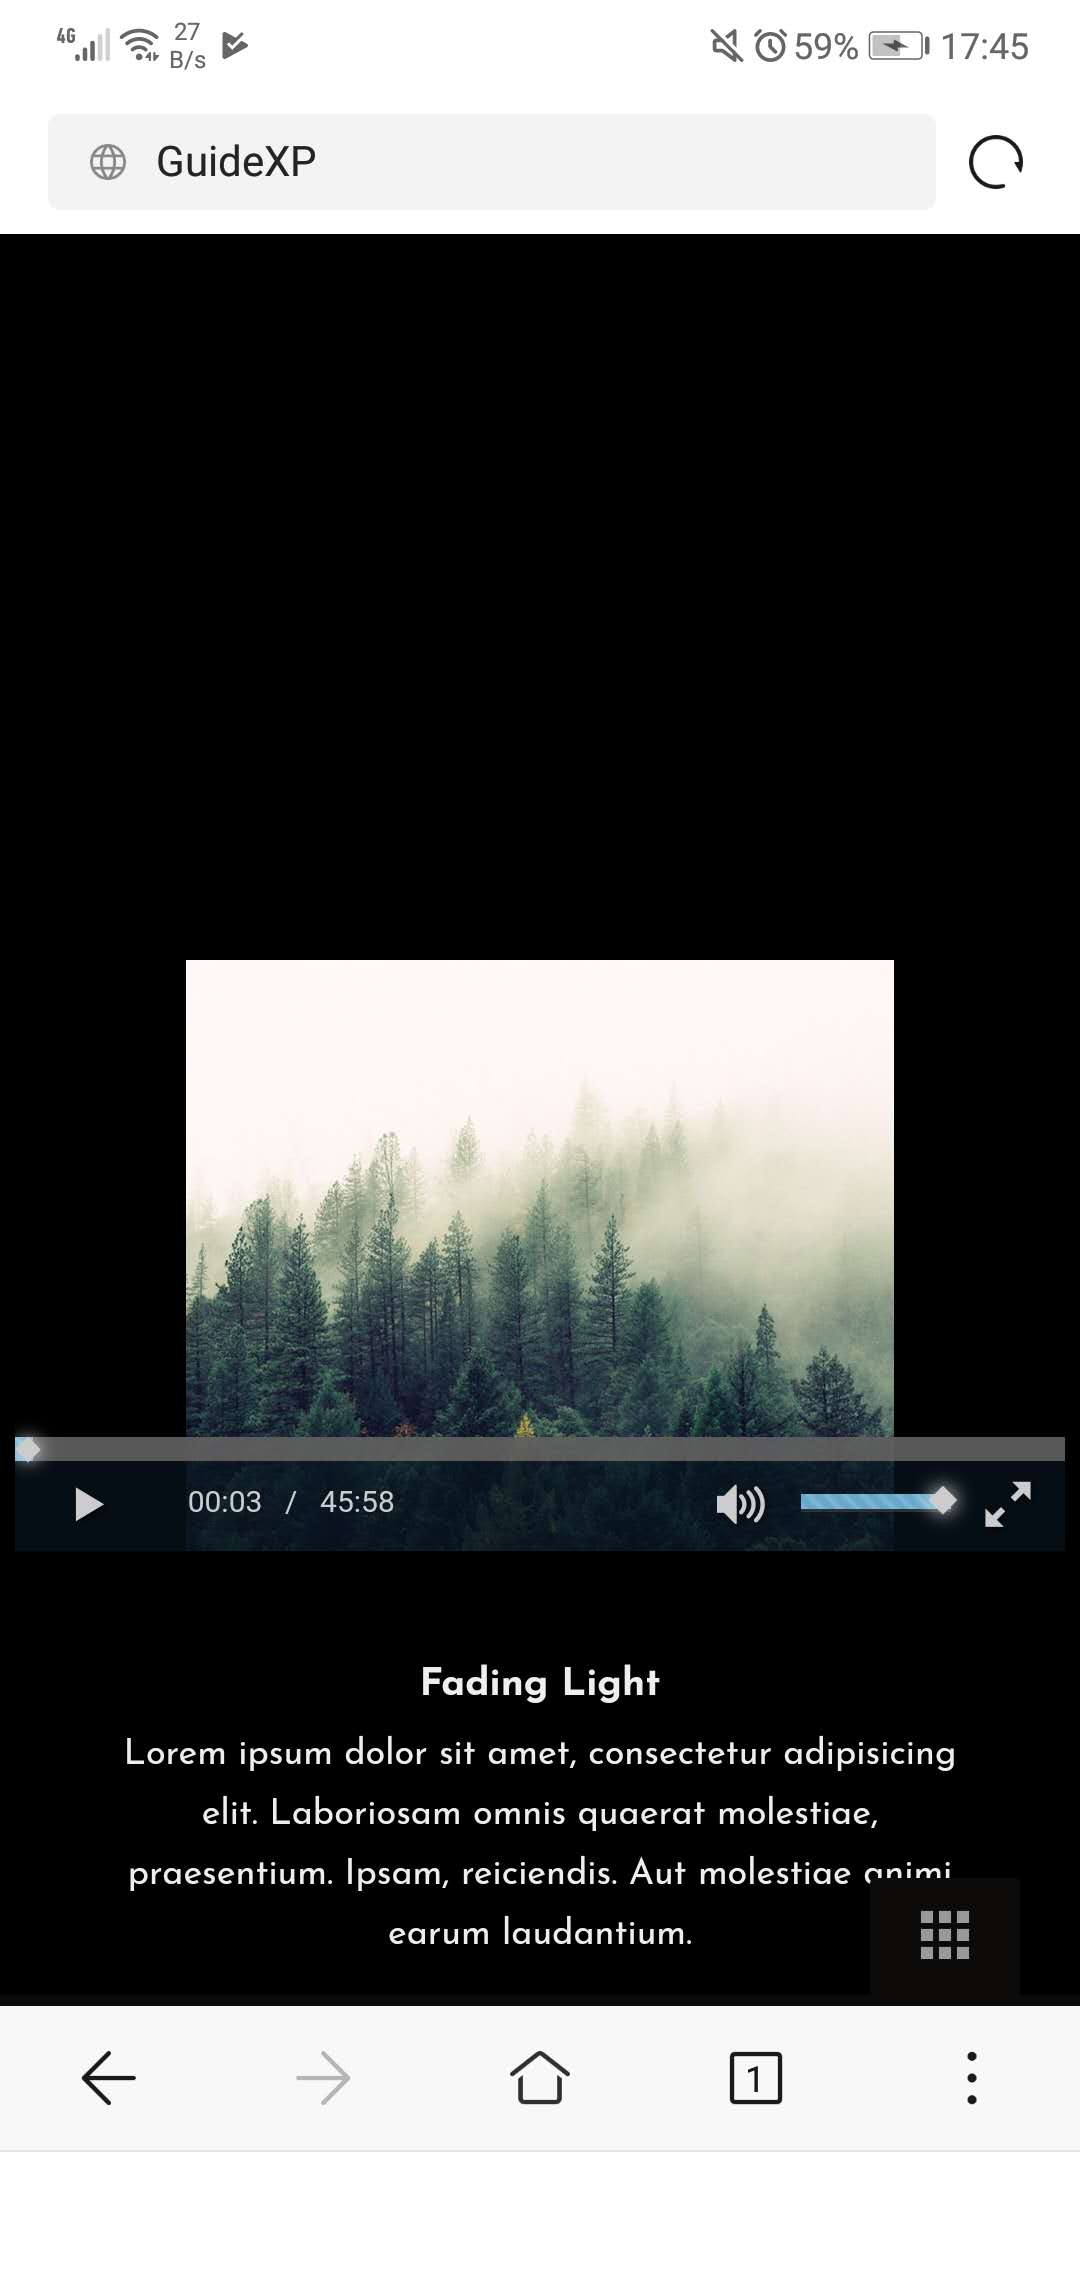 4G 27 B/s 59% 17:45
GuideXP
00:03 / 45:58
Fading Light
Lorem ipsum dolor sit amet, consectetur adipisicing
elit. Laboriosam omnis quaerat molestiae,
praesentium. Ipsam, reiciendis. Aut molestiae animi
earum laudantium.
1